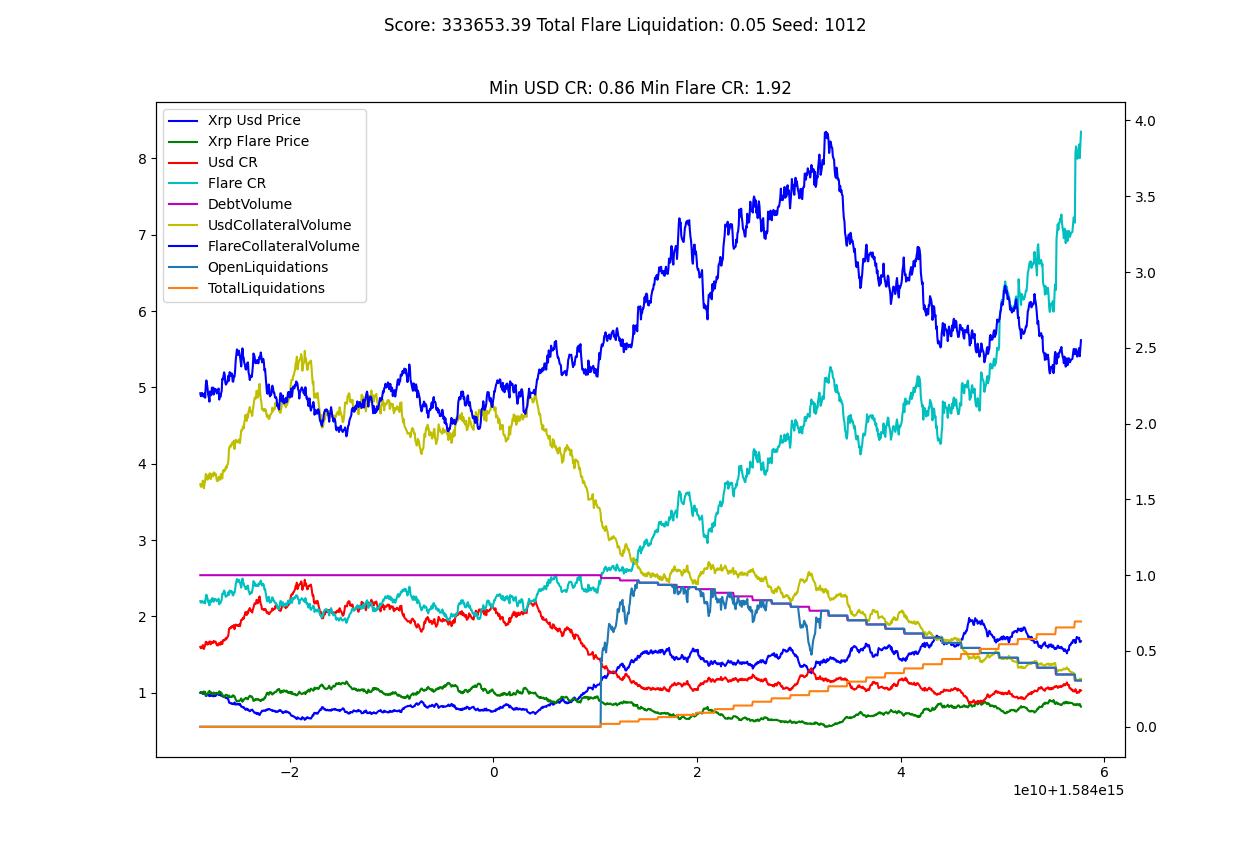 Score: 333653.39 Total Flare Liquidation: 0.05 Seed: 1012
Min USD CR: 0.86 Min Flare CR: 1.92
Xrp Usd Price
Xrp Flare Price
Usd CR
Flare CR
DebtVolume
UsdCollateralVolume
FlareCollateralVolume
OpenLiquidations
TotalLiquidations
8
7
6
5
4
3
2
1
4.0
3.5
3.0
2.5
2.0
1.5
1.0
0.5
0.0
−2 0 2 4 6
1e10+1.584e15